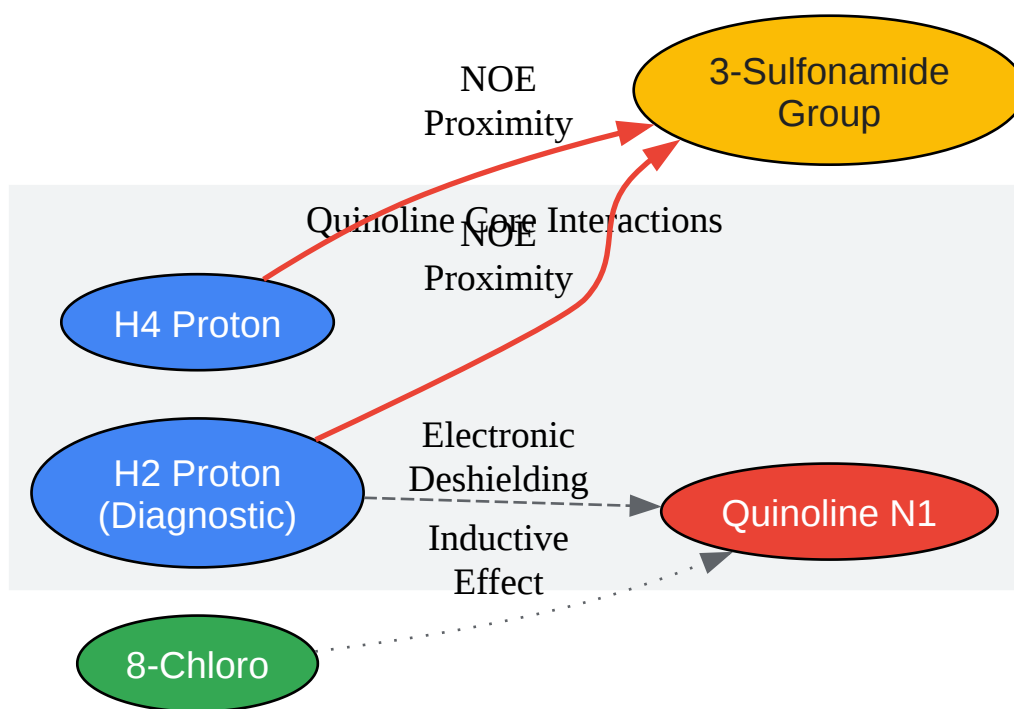 NOE
Proximity
3-Sulfonamide
Group
Quinoline Core Interactions
NOE
Proximity
H4 Proton
Electronic
Deshielding
H2 Proton
(Diagnostic)
Quinoline N1
Inductive
Effect
8-Chloro